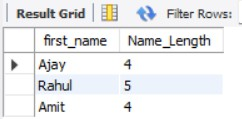 Result Grid Filter Rows:
first_name Name_Length
Ajay 4
Rahul 5
Amit 4